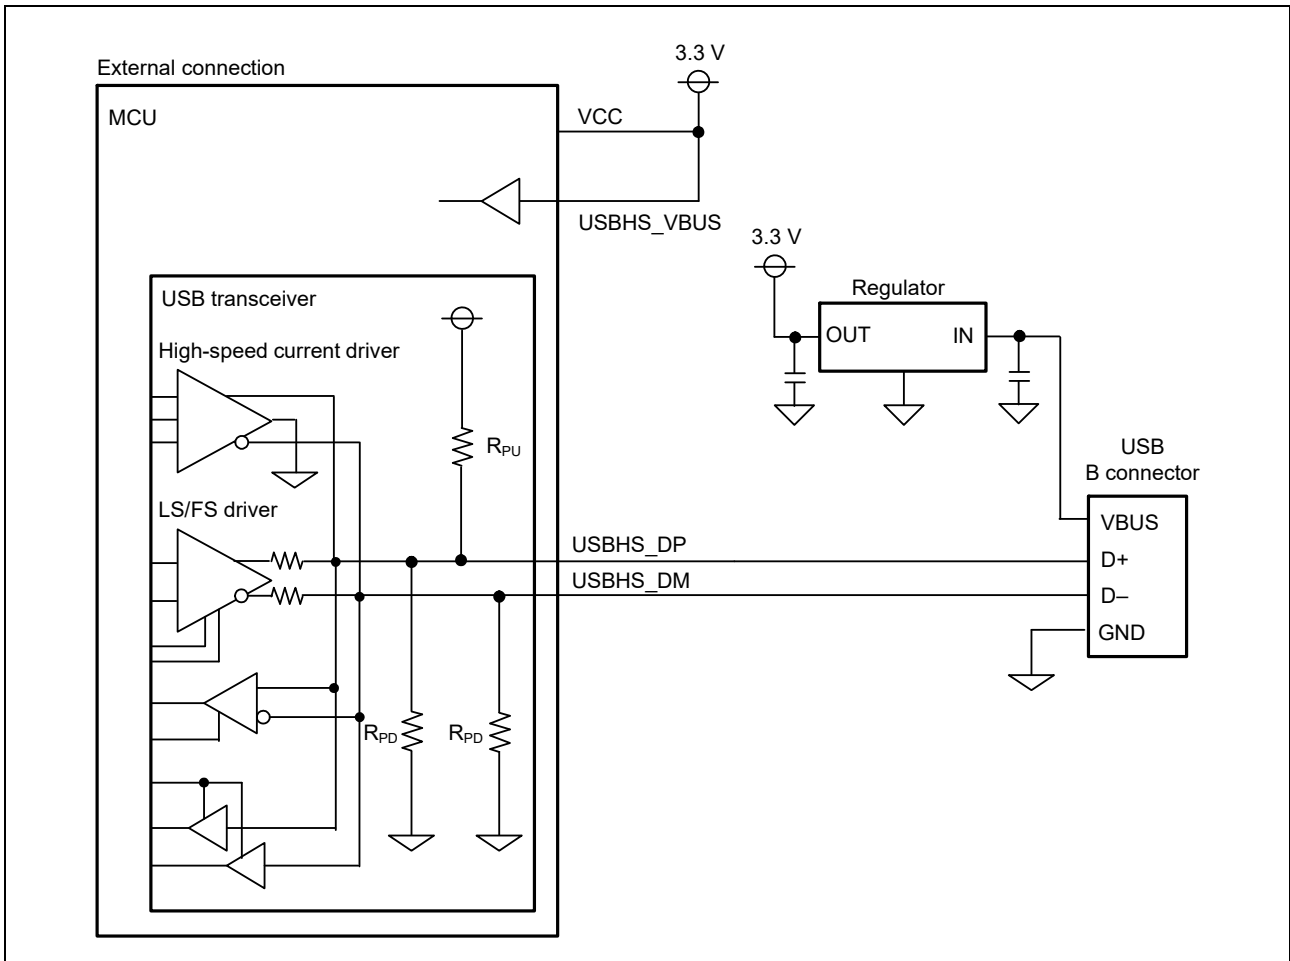 3.3 V
External connection
MCU
VCC
USBHS_VBUS
3.3 V
USB transceiver
Regulator
OUT
IN
High-speed current driver
RPU
USB
B connector
LS/FS driver
VBUS
USBHS_DP
D+
USBHS_DM
D–
GND
RPD
RPD